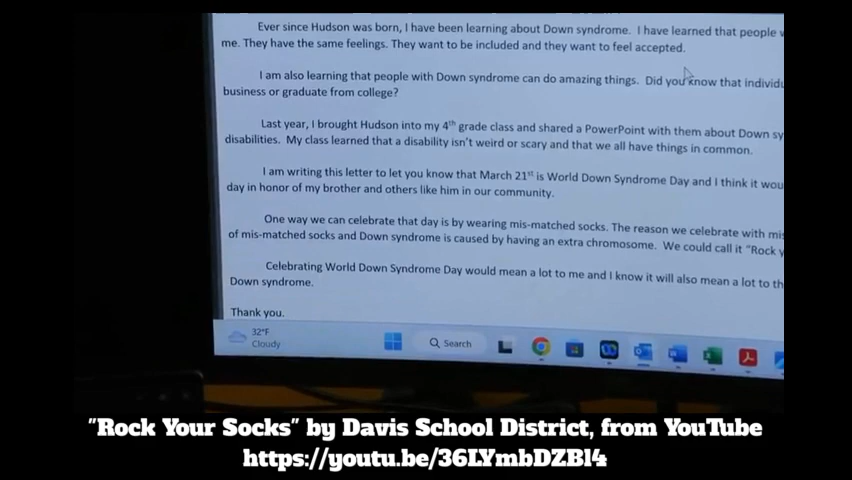 Ever since Hudson was born, I have been learning about Down syndrome. I have learned that people
me. They have the same feelings. They want to be included and they want to feel accepted.
I am also learning that people with Down syndrome can do amazing things. Did you know that individu
business or graduate from college?
Last year, I brought Hudson into my 4th grade class and shared a PowerPoint with them about Down sy
disabilities. My class learned that a disability isn't weird or scary and that we all have things in common.
I am writing this letter to let you know that March 21st is World Down Syndrome Day and I think it wou
day in honor of my brother and others like him in our community.
One way we can celebrate that day is by wearing mis-matched socks. The reason we celebrate with mis
of mis-matched socks and Down syndrome is caused by having an extra chromosome. We could call it "Rock y
Celebrating World Down Syndrome Day would mean a lot to me and I know it will also mean a lot to th
Down syndrome.
Thank you.
32°F
Cloudy
Search
"Rock Your Socks" by Davis School District, from YouTube
https://youtu.be/36LYmbDZBl4